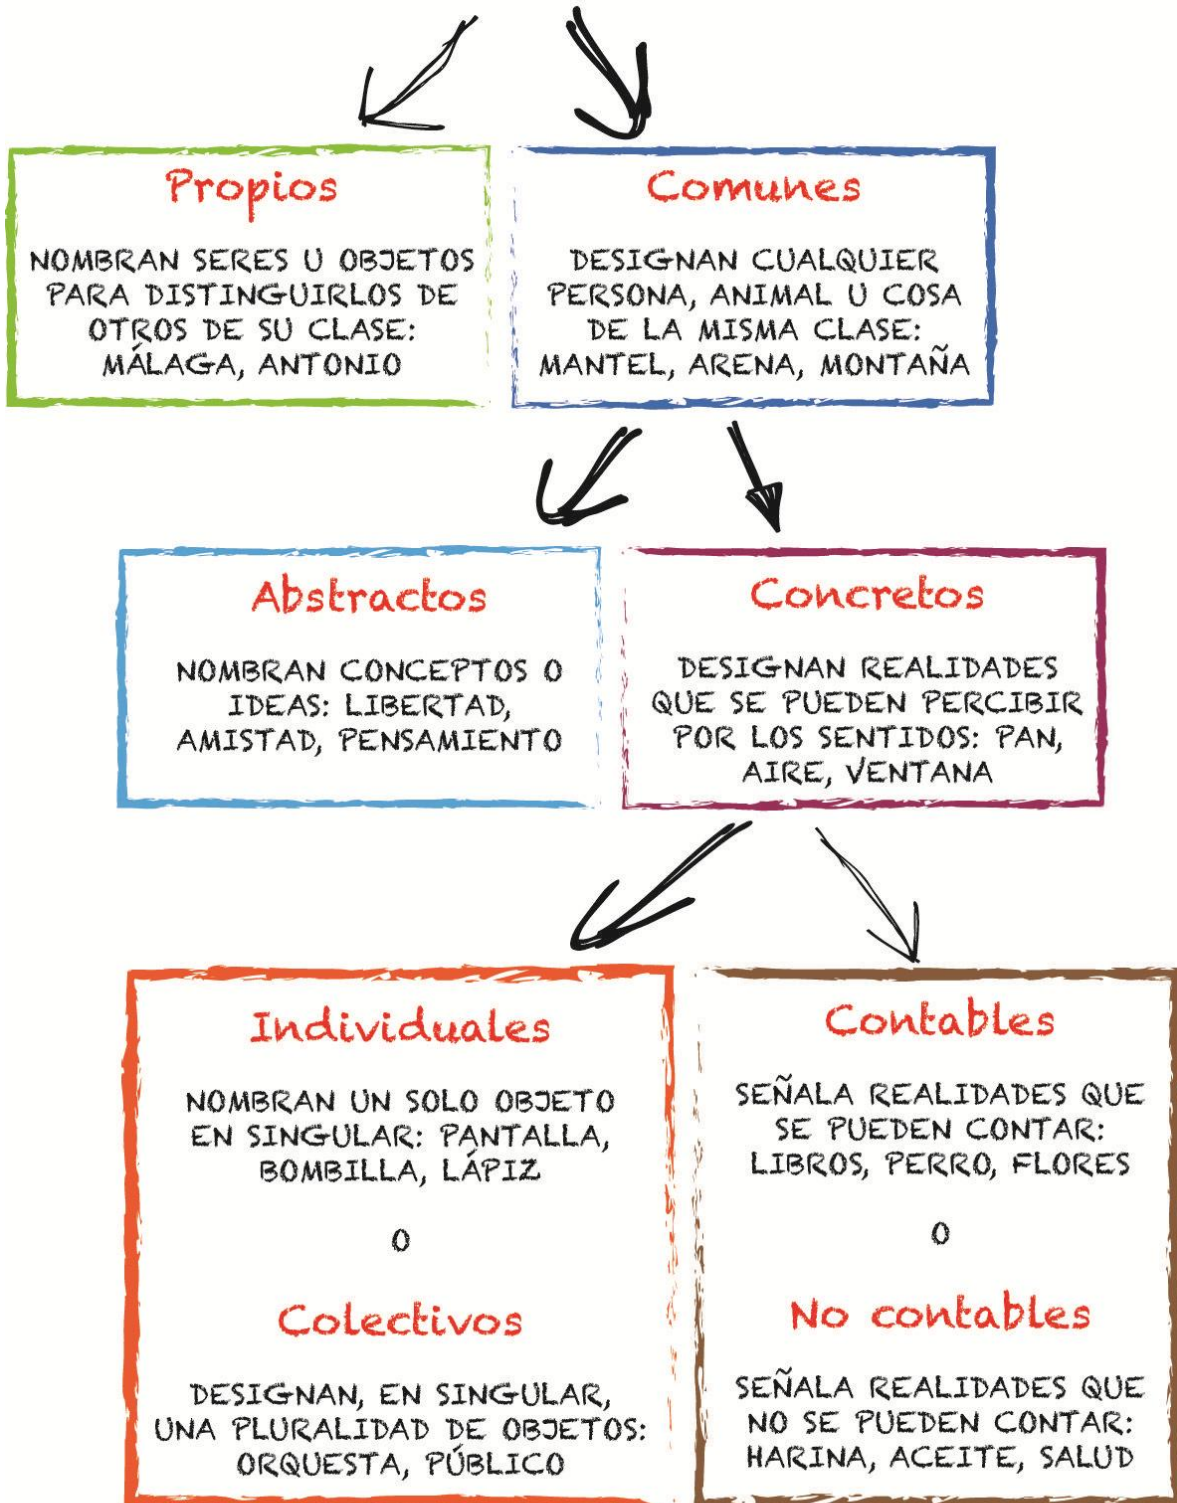 Propios
NOMBRAN SERES U OBJETOS
PARA DISTINGUIRLOS DE
OTROS DE SU CLASE:
MÁLAGA, ANTONIO
Comunes
DESIGNAN CUALQUIER
PERSONA, ANIMAL U COSA
DE LA MISMA CLASE:
MANTEL, ARENA, MONTAÑA
Abstractos
NOMBRAN CONCEPTOS O
IDEAS: LIBERTAD,
AMISTAD, PENSAMIENTO
Concretos
DESIGNAN REALIDADES
QUE SE PUEDEN PERCIBIR
POR LOS SENTIDOS: PAN,
AIRE, VENTANA
Individuales
NOMBRAN UN SOLO OBJETO
EN SINGULAR: PANTALLA,
BOMBILLA, LÁPIZ
O
Colectivos
DESIGNAN, EN SINGULAR,
UNA PLURALIDAD DE OBJETOS:
ORQUESTA, PÚBLICO
Contables
SEÑALA REALIDADES QUE
SE PUEDEN CONTAR:
LIBROS, PERRO, FLORES
O
No contables
SEÑALA REALIDADES QUE
NO SE PUEDEN CONTAR:
HARINA, ACEITE, SALUD